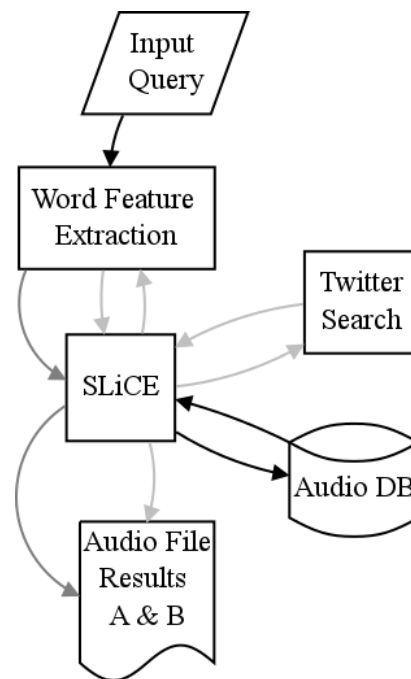 Input
Query
Word Feature
Extraction
Twitter
Search
SLiCE
Audio DB
Audio File
Results
A & B